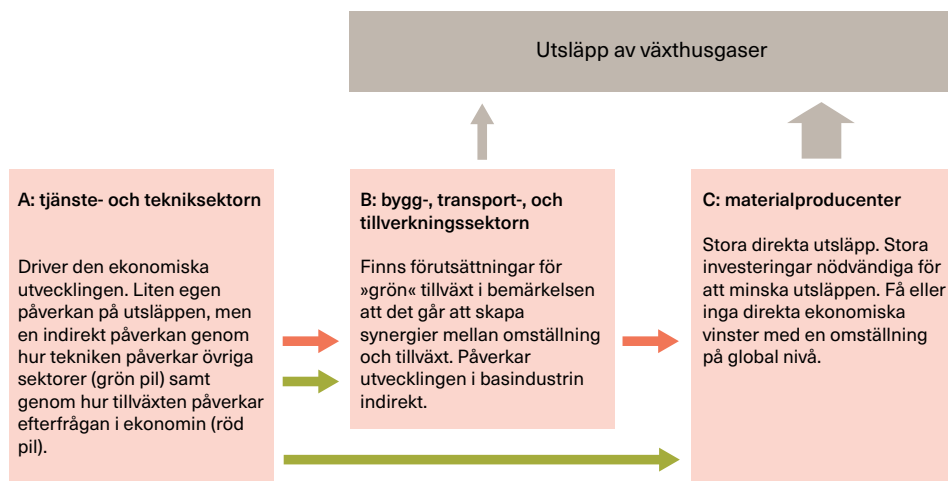 Utsläpp av växthusgaser
A: tjänste- och tekniksektorn
Driver den ekonomiska
utvecklingen. Liten egen
påverkan på utsläppen, men
en indirekt påverkan genom
hur tekniken påverkar övriga
sektorer (grön pil) samt
genom hur tillväxten påverkar
efterfrågan i ekonomin (röd
pil).
B: bygg-, transport-, och
tillverkningssektorn
Finns förutsättningar för
»grön« tillväxt i bemärkelsen
att det går att skapa
synergier mellan omställning
och tillväxt. Påverkar
utvecklingen i basindustrin
indirekt.
C: materialproducenter
Stora direkta utsläpp. Stora
investeringar nödvändiga för
att minska utsläppen. Få eller
inga direkta ekonomiska
vinster med en omställning
på global nivå.